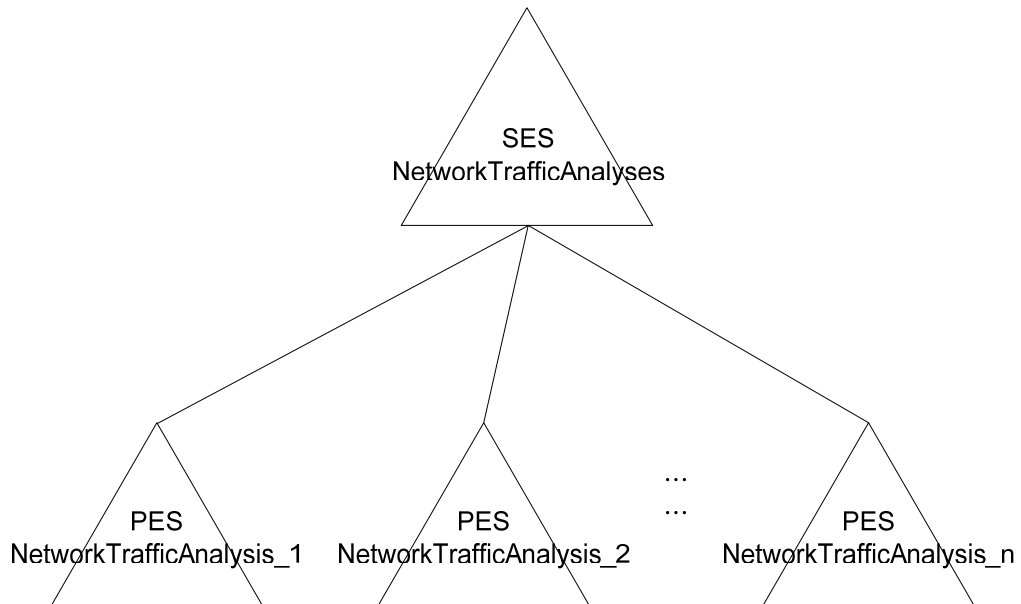 SES
NetworkTrafficAnalyses
...
...
PES
NetworkTrafficAnalysis_1
PES
NetworkTrafficAnalysis_2
PES
NetworkTrafficAnalysis_n